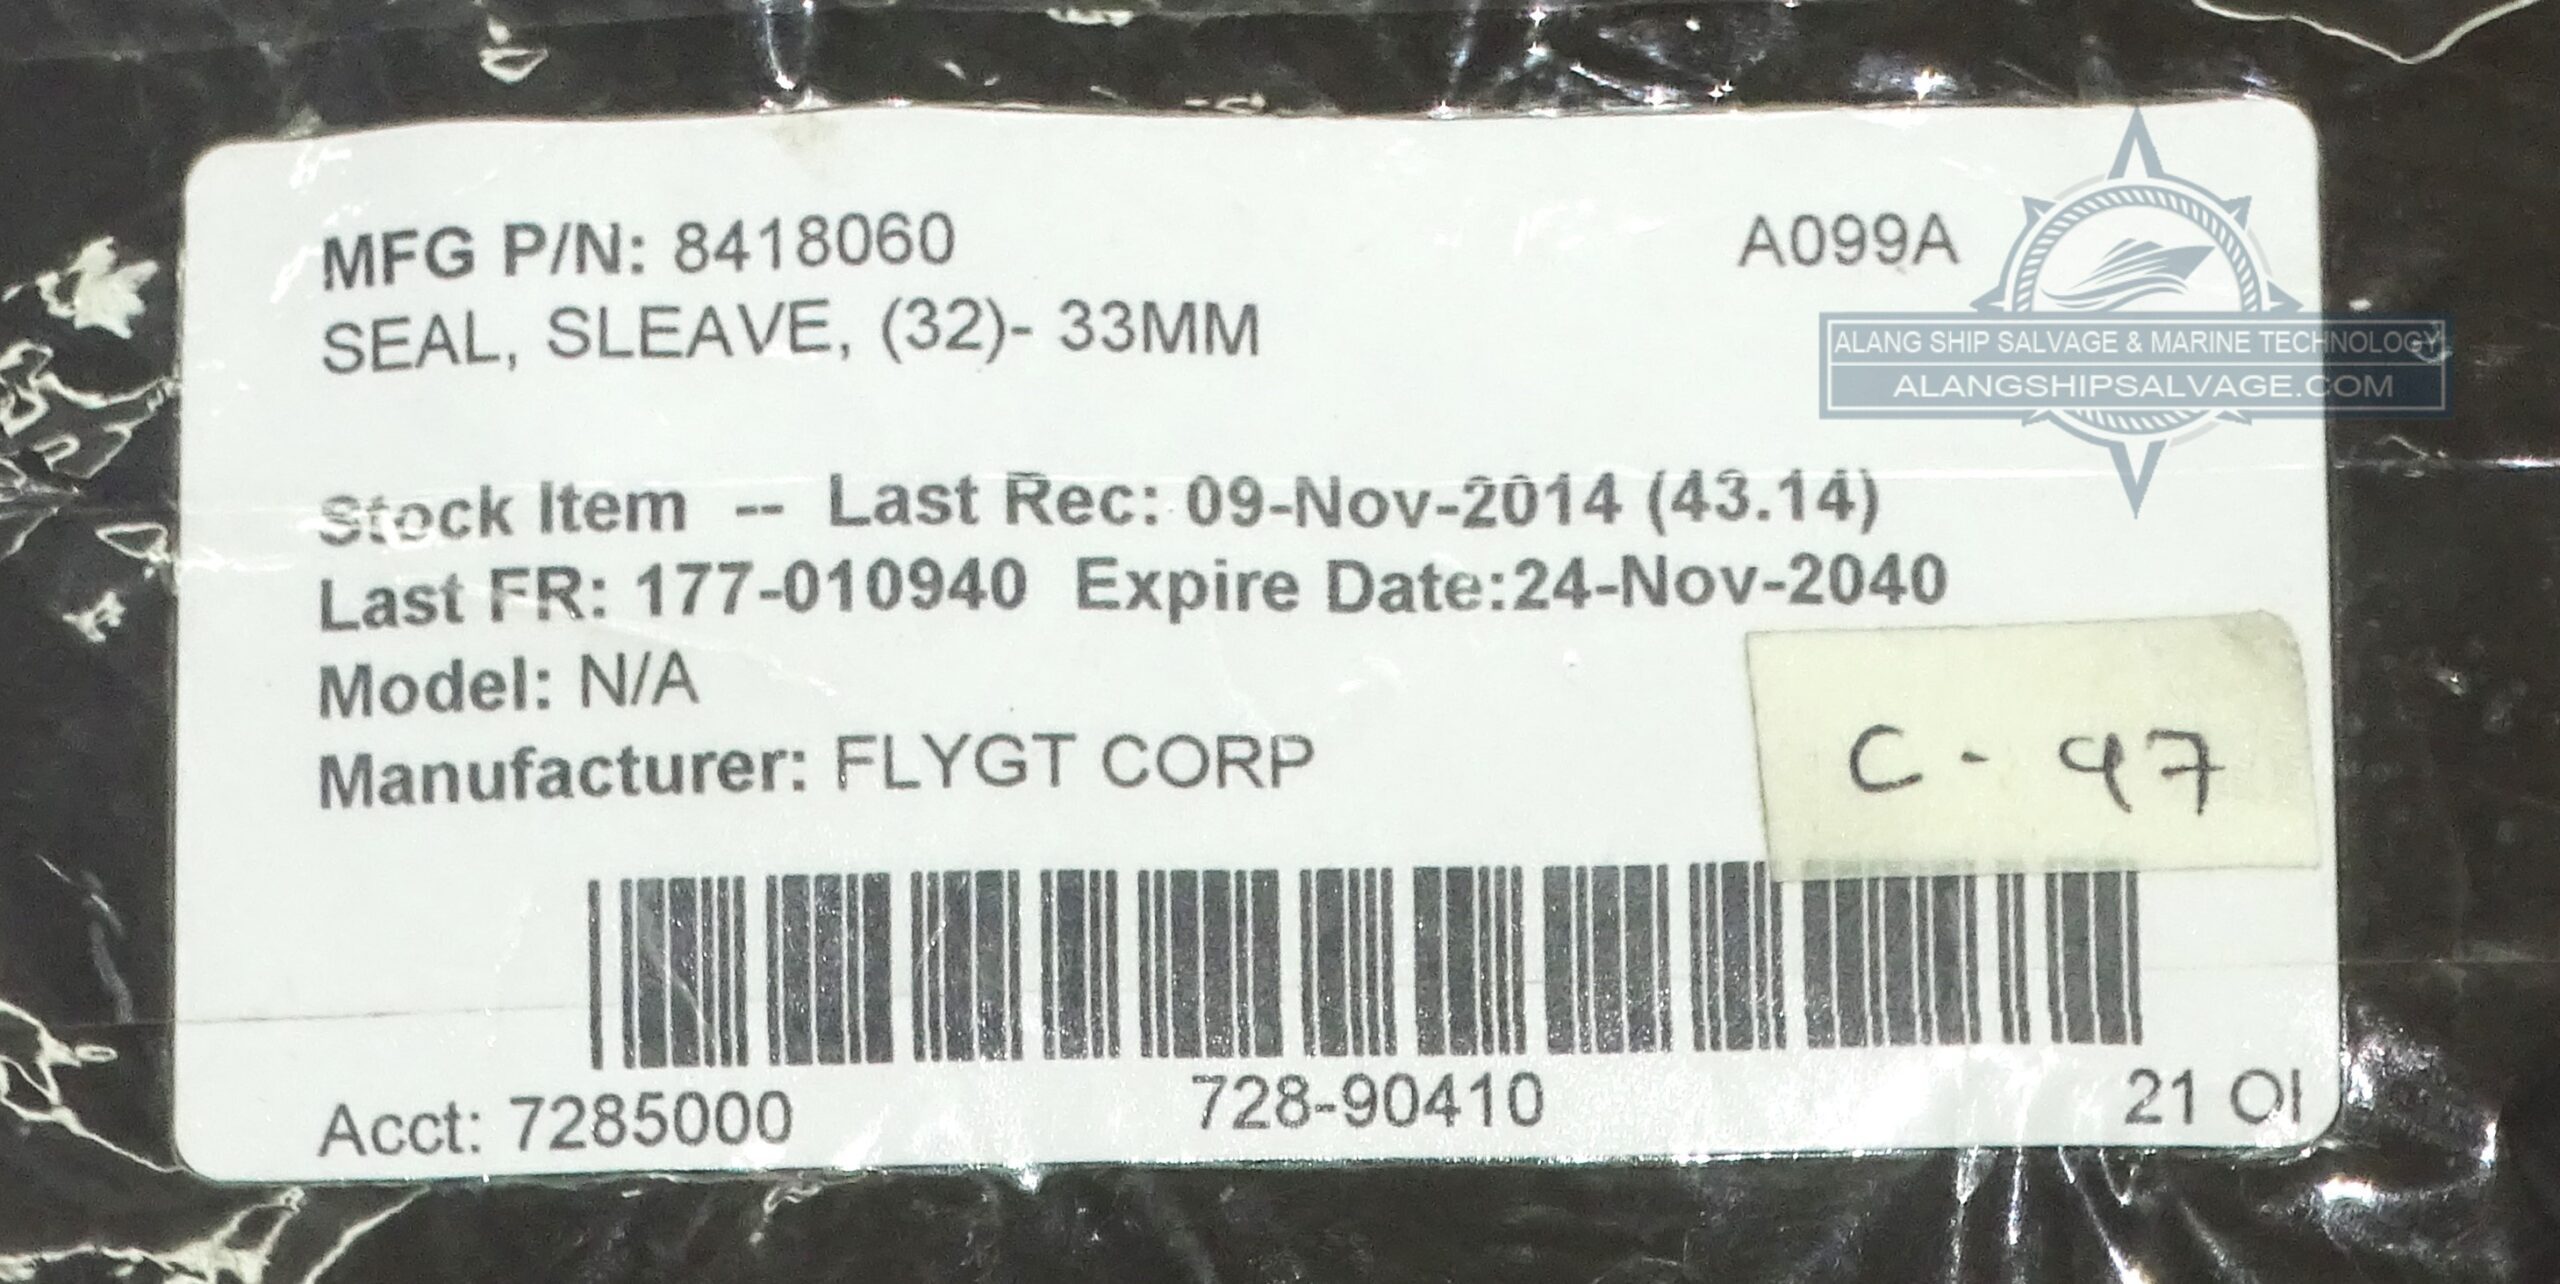 MFG P/N: 8418060 A099A
SEAL, SLEAVE, (32)- 33MM
ALANG SHIP SALVAGE & MARINE TECHNOLOGY
ALANGSHIPSALVAGE.COM
Stock Item -- Last Rec: 09-Nov-2014 (43.14)
Last FR: 177-010940 Expire Date:24-Nov-2040
Model: N/A
Manufacturer: FLYGT CORP
C - 97
Acct: 7285000 728-90410 21 OI